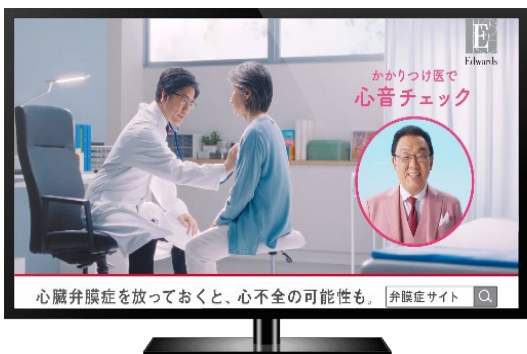 E
Edwards
かかりつけ医で
心音チェック
心臓弁膜症を放っておくと、心不全の可能性も。
弁膜症サイト